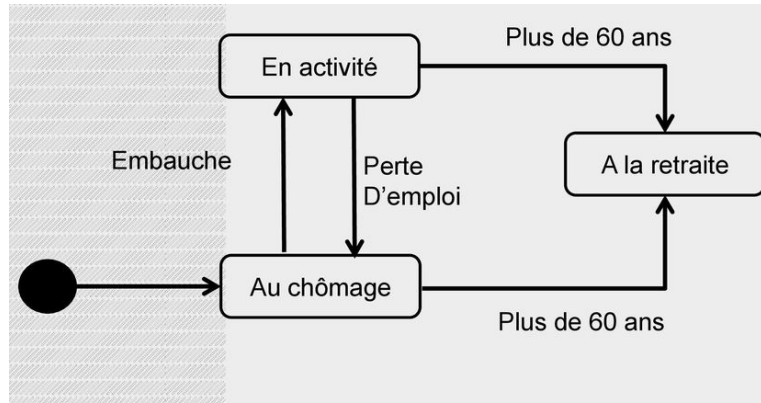 Plus de 60 ans
En activité
Embauche
Perte
D'emploi
A la retraite
Au chômage
Plus de 60 ans